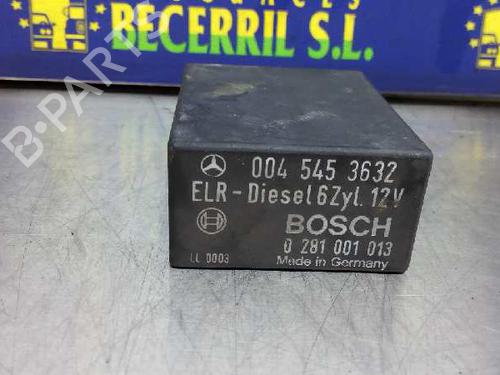 BECERRIL S.L.
B-PARTS
004 545 3632
ELR-Diesel 6Zyl. 12V
BOSCH
0 281 001 013
LL 0003
Made in Germany